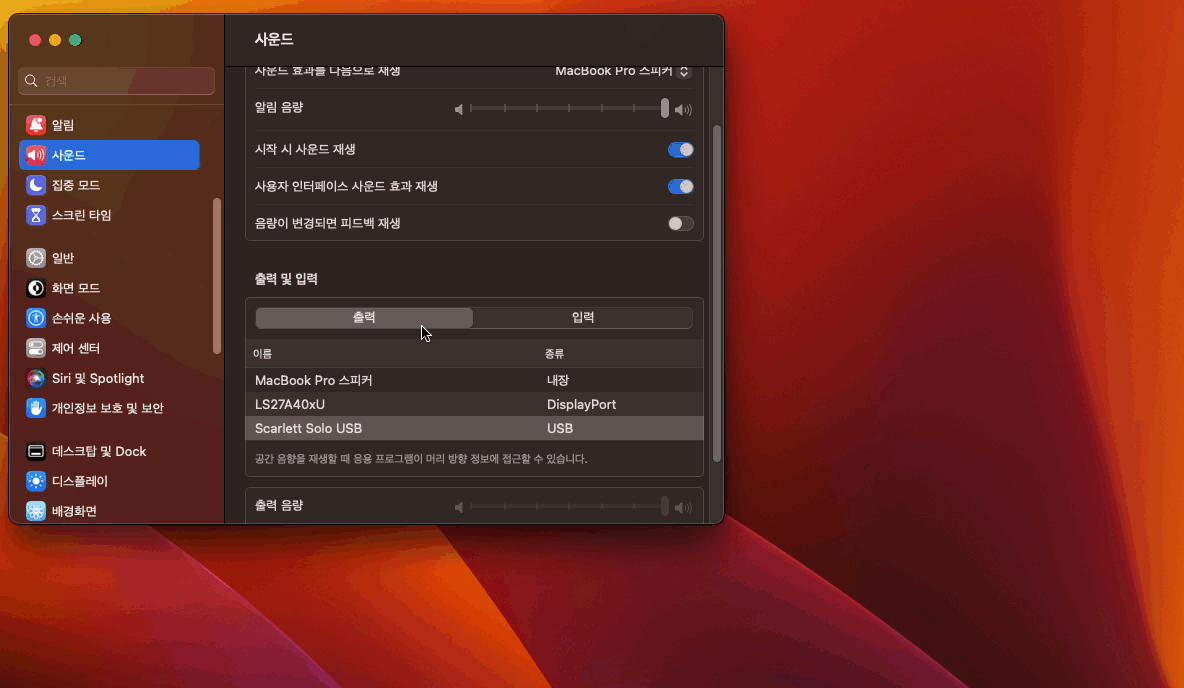 사운드
검색
알림
사운드
집중 모드
스크린 타임
일반
화면 모드
손쉬운 사용
제어 센터
Siri 및 Spotlight
개인정보 보호 및 보안
데스크탑 및 Dock
디스플레이
배경화면
사운드 효과를 다음으로 재생 MacBook Pro 스피커
알림 음량
시작 시 사운드 재생
사용자 인터페이스 사운드 효과 재생
음량이 변경되면 피드백 재생
출력 및 입력
출력 입력
이름 종류
MacBook Pro 스피커 내장
LS27A40xU DisplayPort
Scarlett Solo USB USB
공간 음향을 재생할 때 응용 프로그램이 머리 방향 정보에 접근할 수 있습니다.
출력 음량